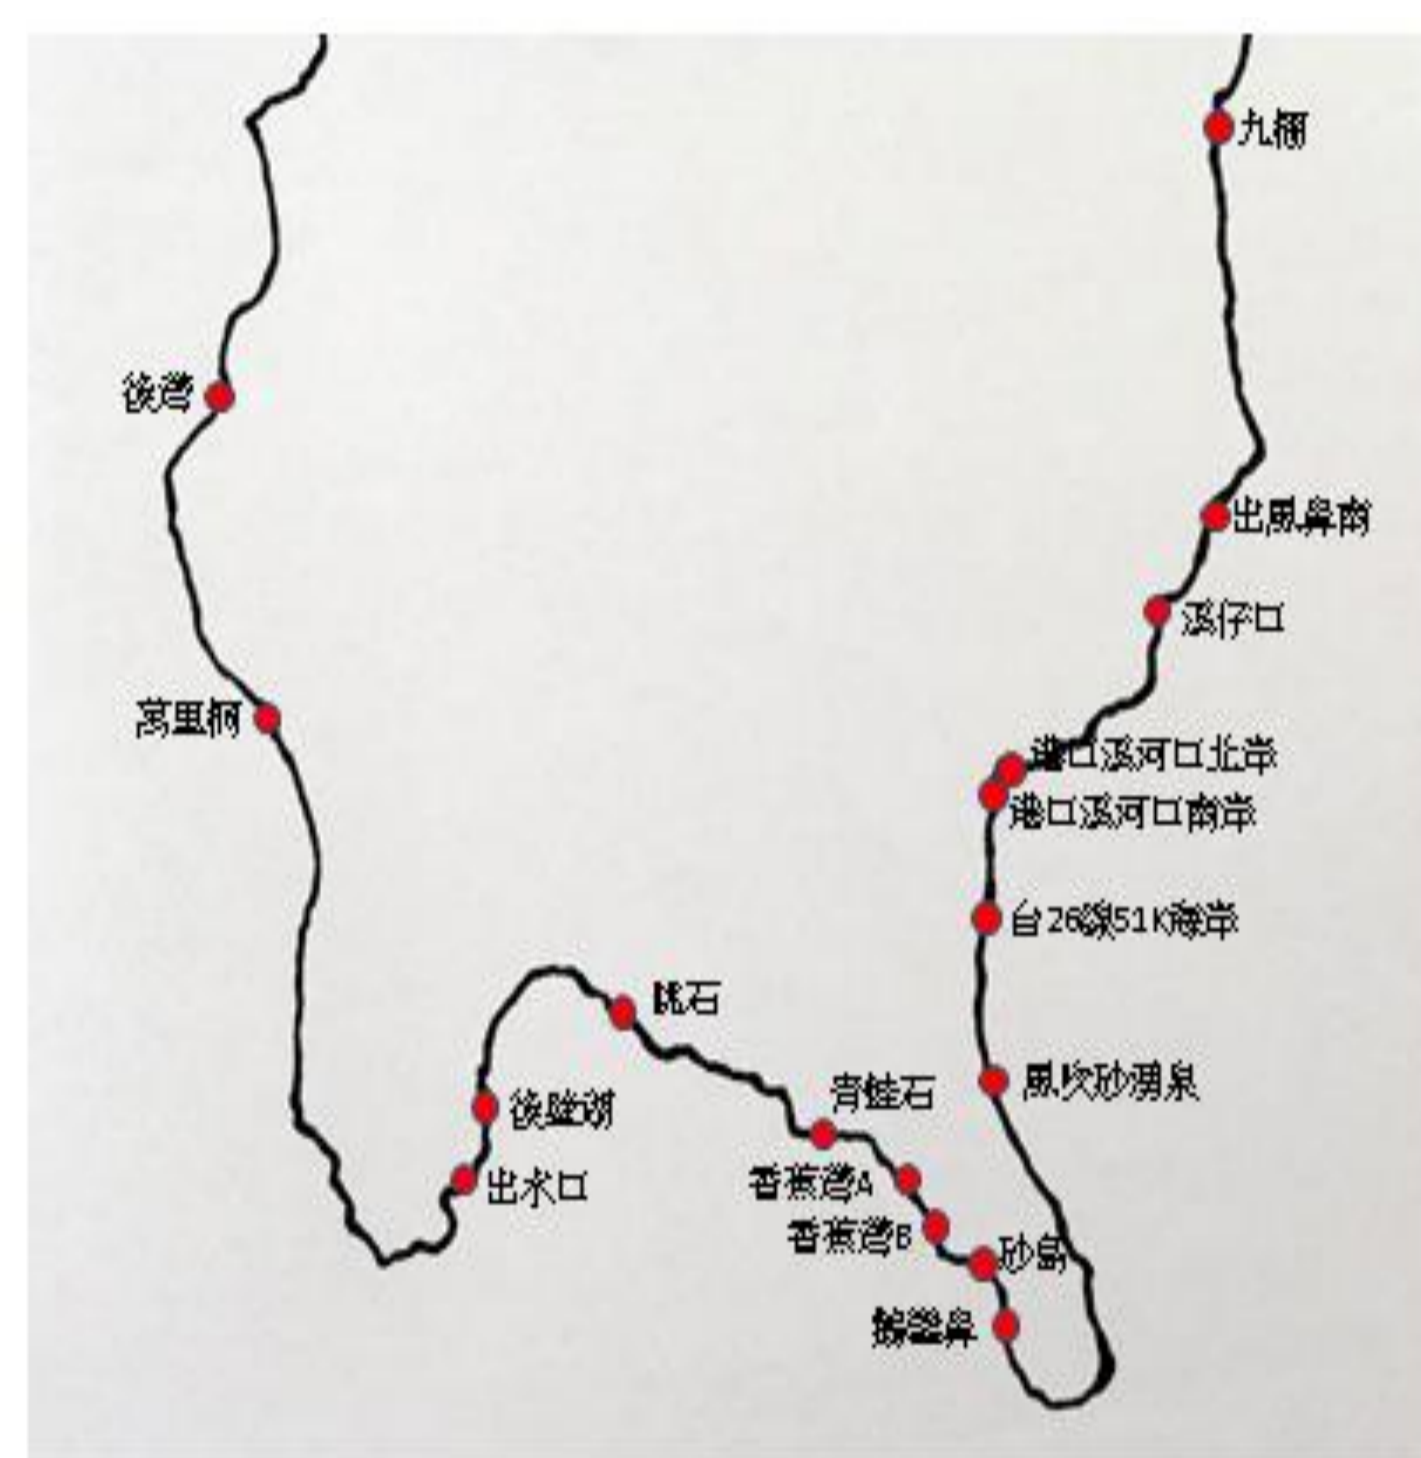 九棚
後灣
出風鼻南
溪仔口
萬里桐
港口溪河口北岸
港口溪河口南岸
台26線51K海岸
眺石
風吹砂湧泉
青蛙石
後壁湖
出水口
香蕉灣A
香蕉灣B
砂島
鵝鑾鼻